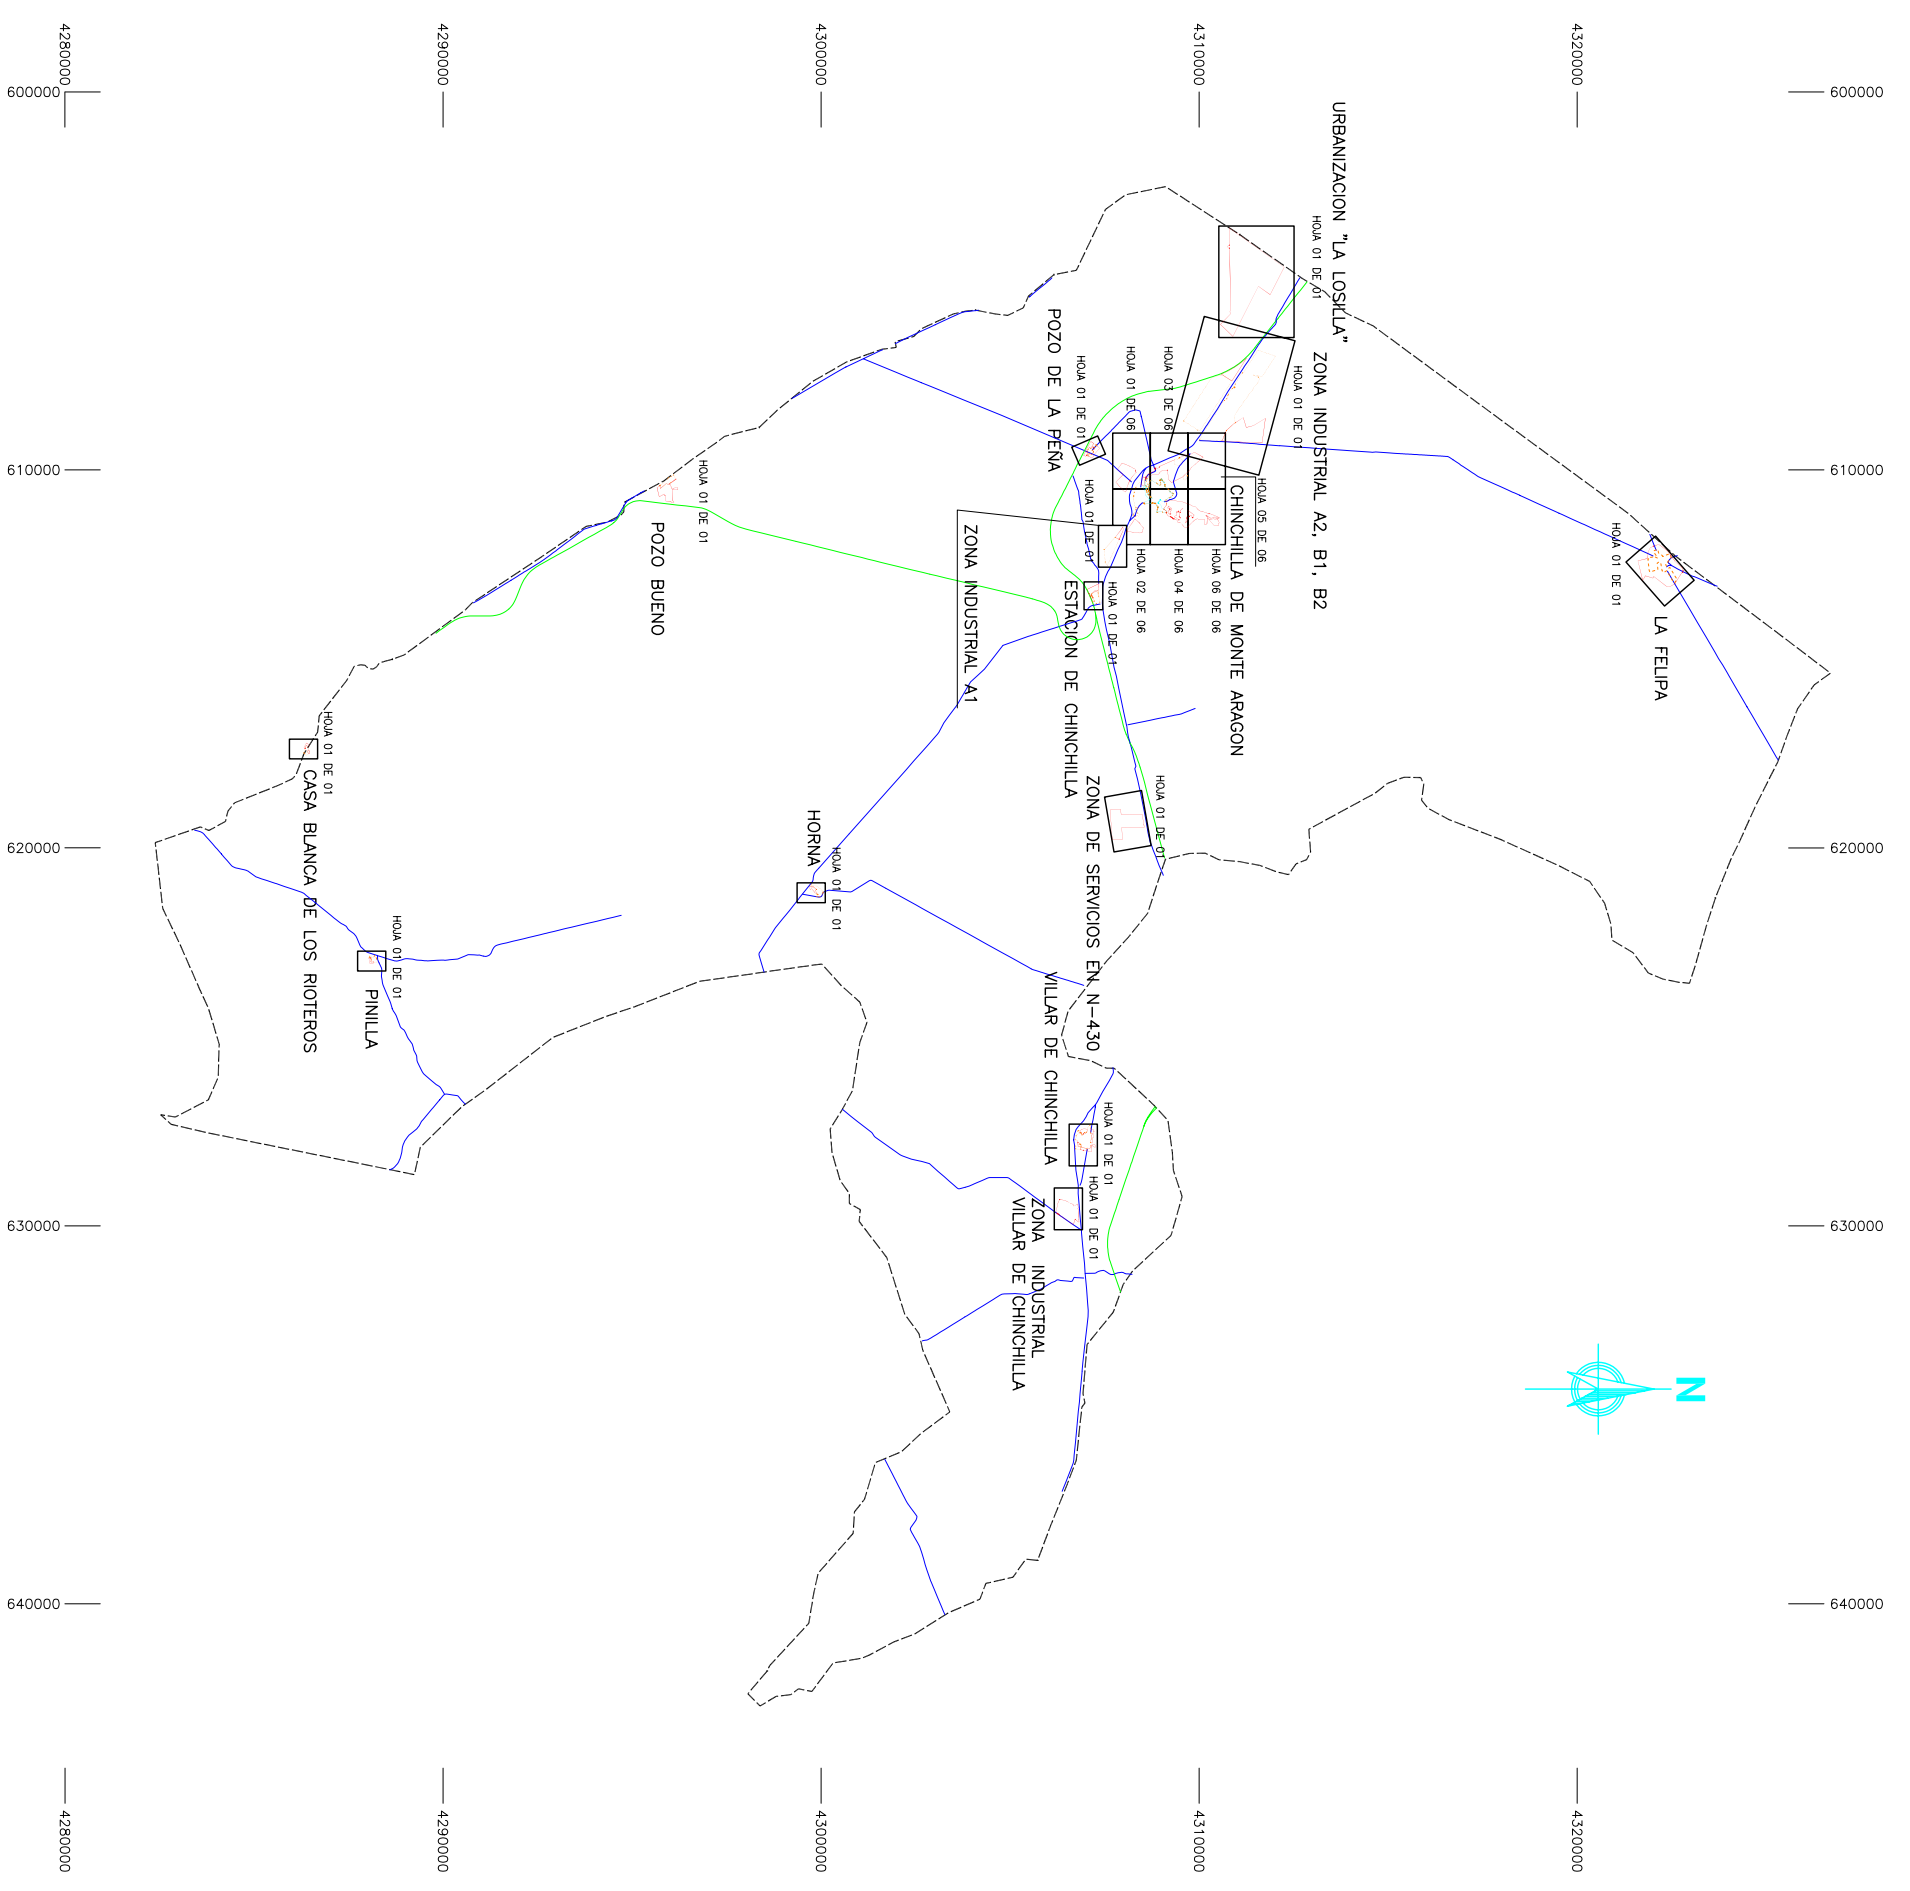 4280000
4290000
4300000
4310000
4320000
600000
600000
URBANIZACION "LA LOSILLA"
HOJA 01 DE 01
ZONA INDUSTRIAL A2, B1, B2
HOJA 01 DE 01
POZO DE LA PEÑA
HOJA 01 DE 01
HOJA 01 DE 06
HOJA 03 DE 06
610000
610000
HOJA 05 DE 06
CHINCHILLA DE MONTE ARAGON
HOJA 02 DE 06
HOJA 04 DE 06
HOJA 06 DE 06
HOJA 01 DE 01
LA FELIPA
HOJA 01 DE 01
POZO BUENO
HOJA 01 DE 01
ZONA INDUSTRIAL A1
HOJA 01 DE 01
ESTACION DE CHINCHILLA
HOJA 01 DE 01
CASA BLANCA DE LOS RIOTEROS
HOJA 01 DE 01
ZONA DE SERVICIOS EN N-430
HORNA
HOJA 01 DE 01
620000
620000
HOJA 01 DE 01
PINILLA
VILLAR DE CHINCHILLA
HOJA 01 DE 01
HOJA 01 DE 01
ZONA INDUSTRIAL
VILLAR DE CHINCHILLA
630000
630000
N
640000
640000
4280000
4290000
4300000
4310000
4320000